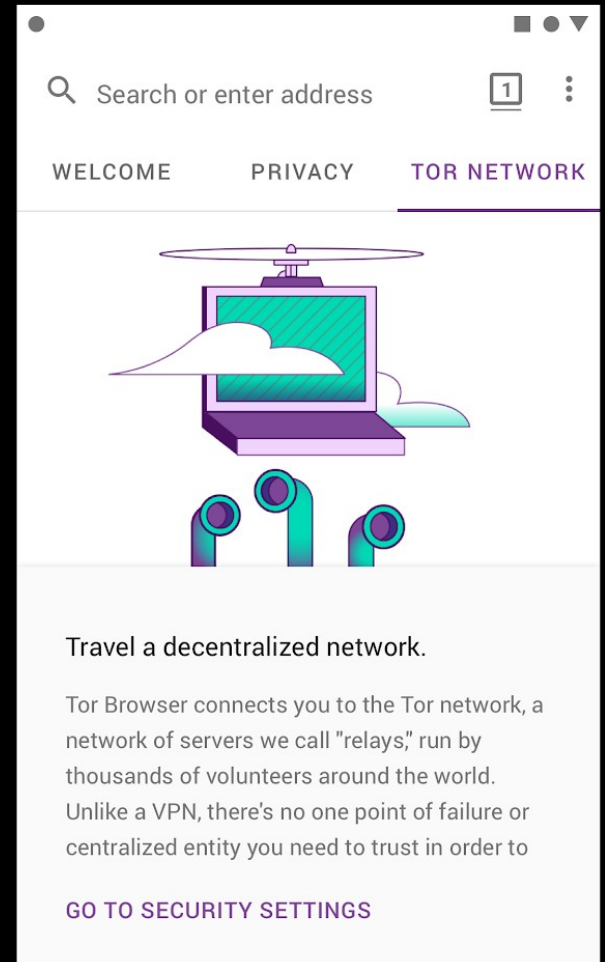 Search or enter address
1
WELCOME PRIVACY TOR NETWORK
Travel a decentralized network.
Tor Browser connects you to the Tor network, a
network of servers we call "relays," run by
thousands of volunteers around the world.
Unlike a VPN, there's no one point of failure or
centralized entity you need to trust in order to
GO TO SECURITY SETTINGS